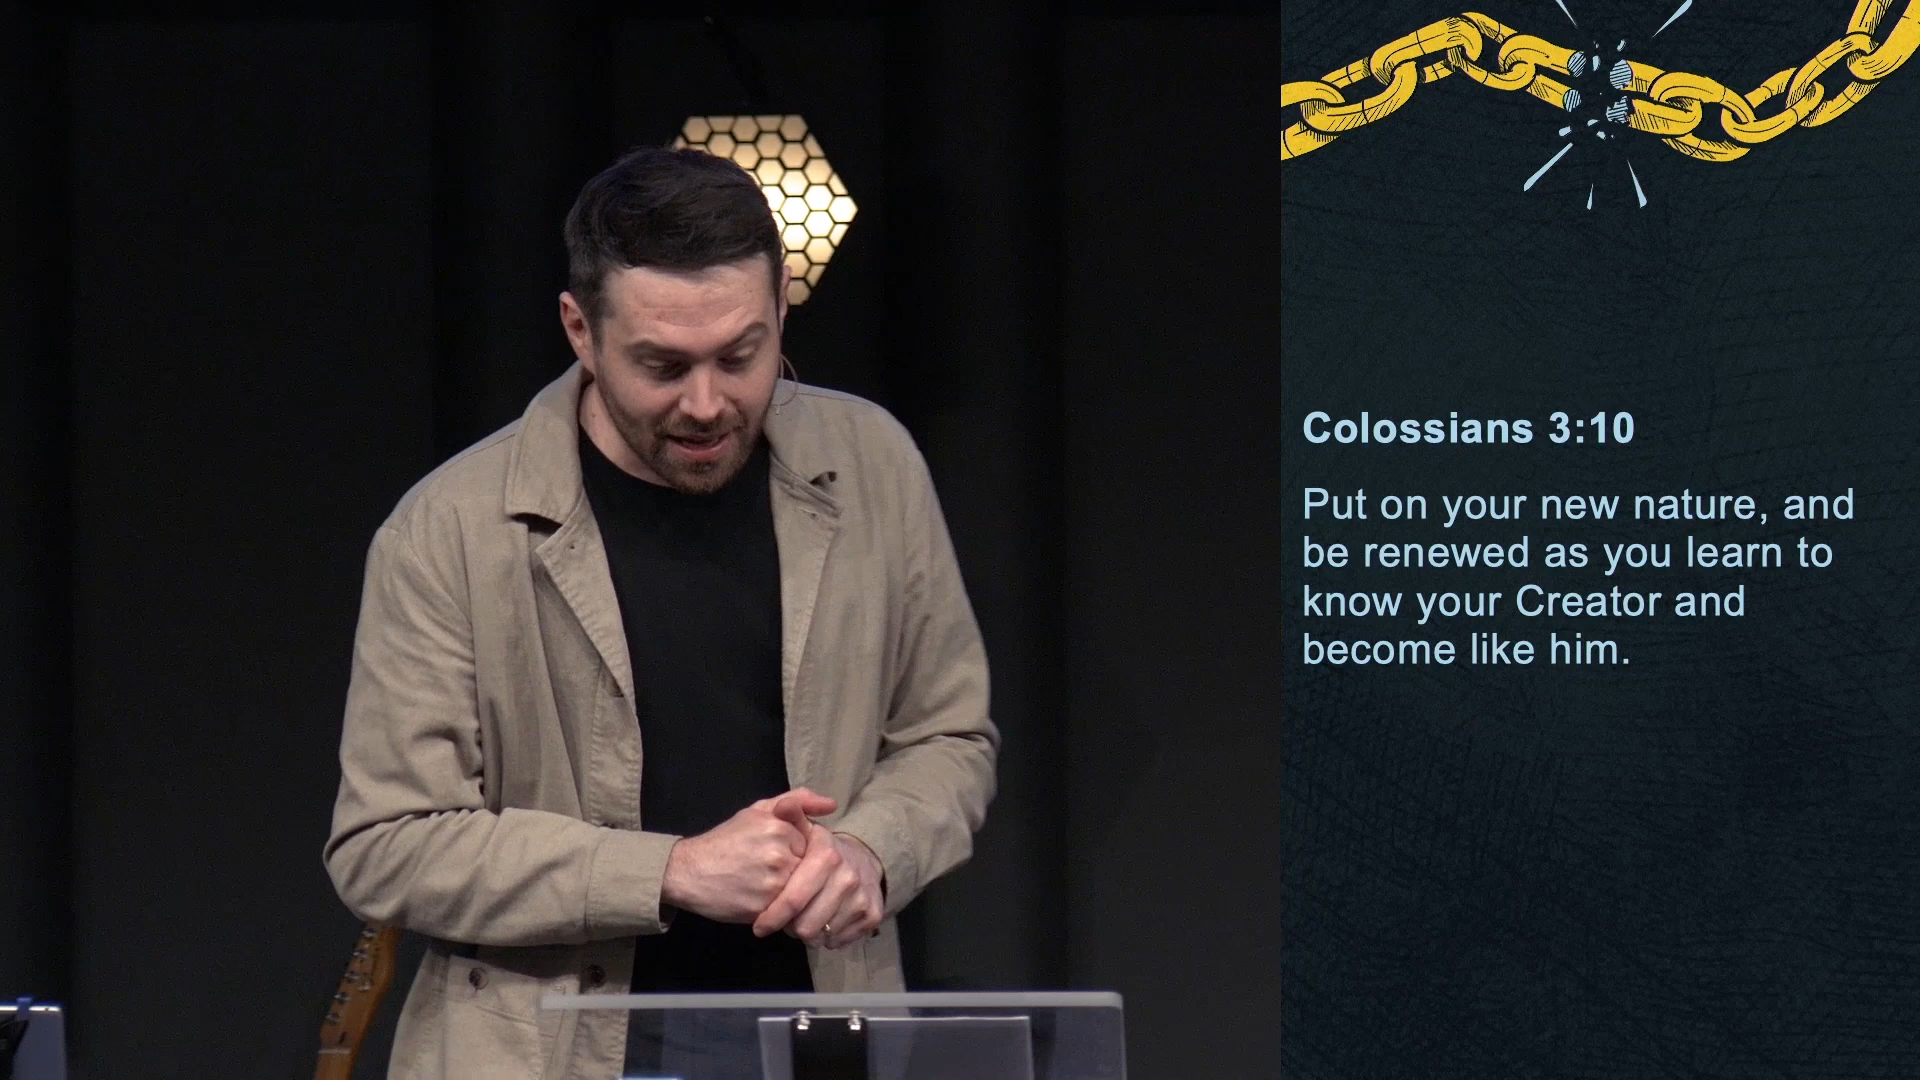 Colossians 3:10
Put on your new nature, and
be renewed as you learn to
know your Creator and
become like him.